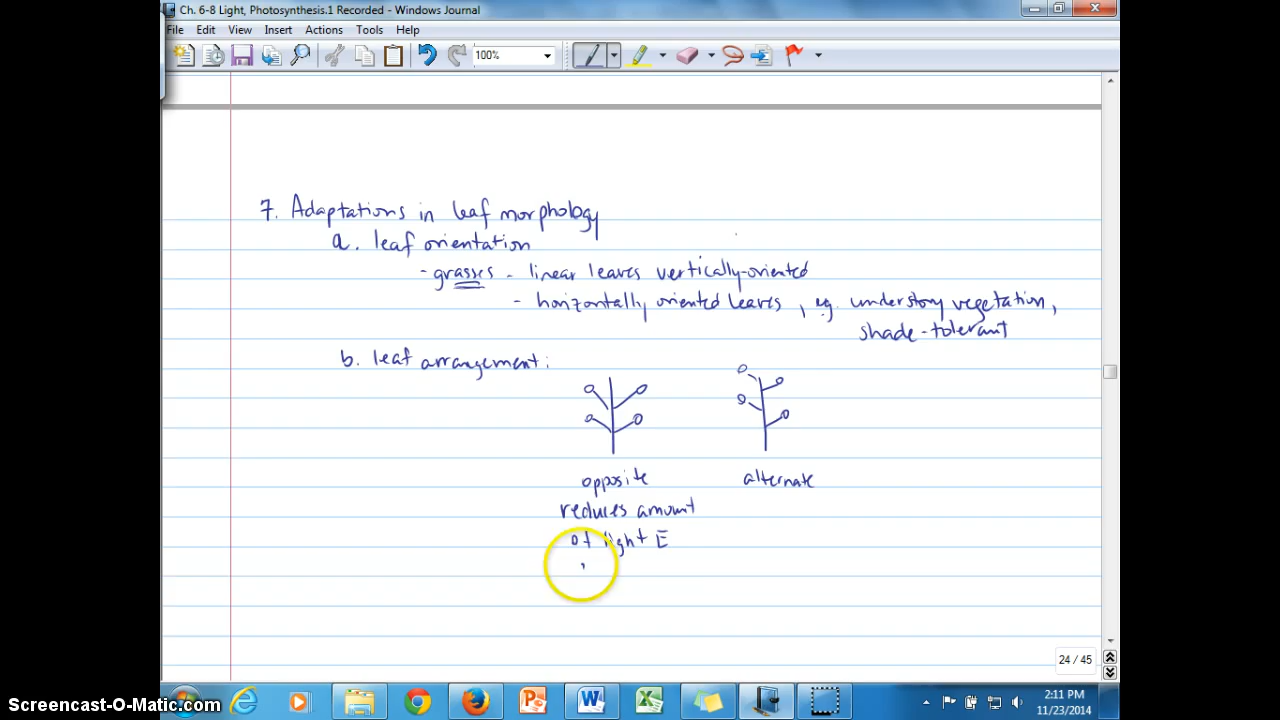 Ch. 6-8 Light, Photosynthesis.1 Recorded - Windows Journal
File Edit View Insert Actions Tools Help
100%
7. Adaptations in leaf morphology
a. leaf orientation
- grasses - linear leaves vertically-oriented
- horizontally oriented leaves, eg. understory vegetation,
shade-tolerant
b. leaf arrangement:
opposite alternate
reduces amount
of light E
24 / 45
2:11 PM
11/23/2014
Screencast-O-Matic.com